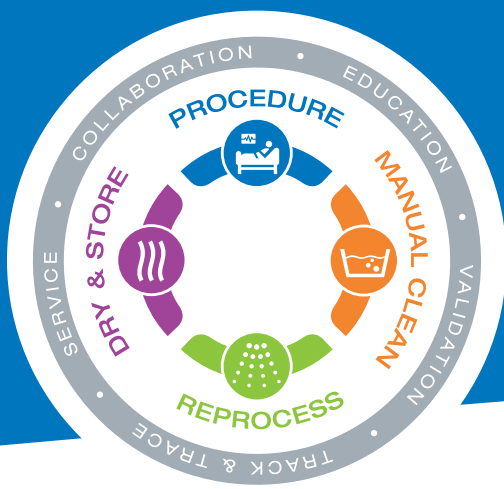 COLLABORATION • EDUCATION • VALIDATION • TRACK & TRACE • SERVICE •
PROCEDURE
MANUAL CLEAN
REPROCESS
DRY & STORE